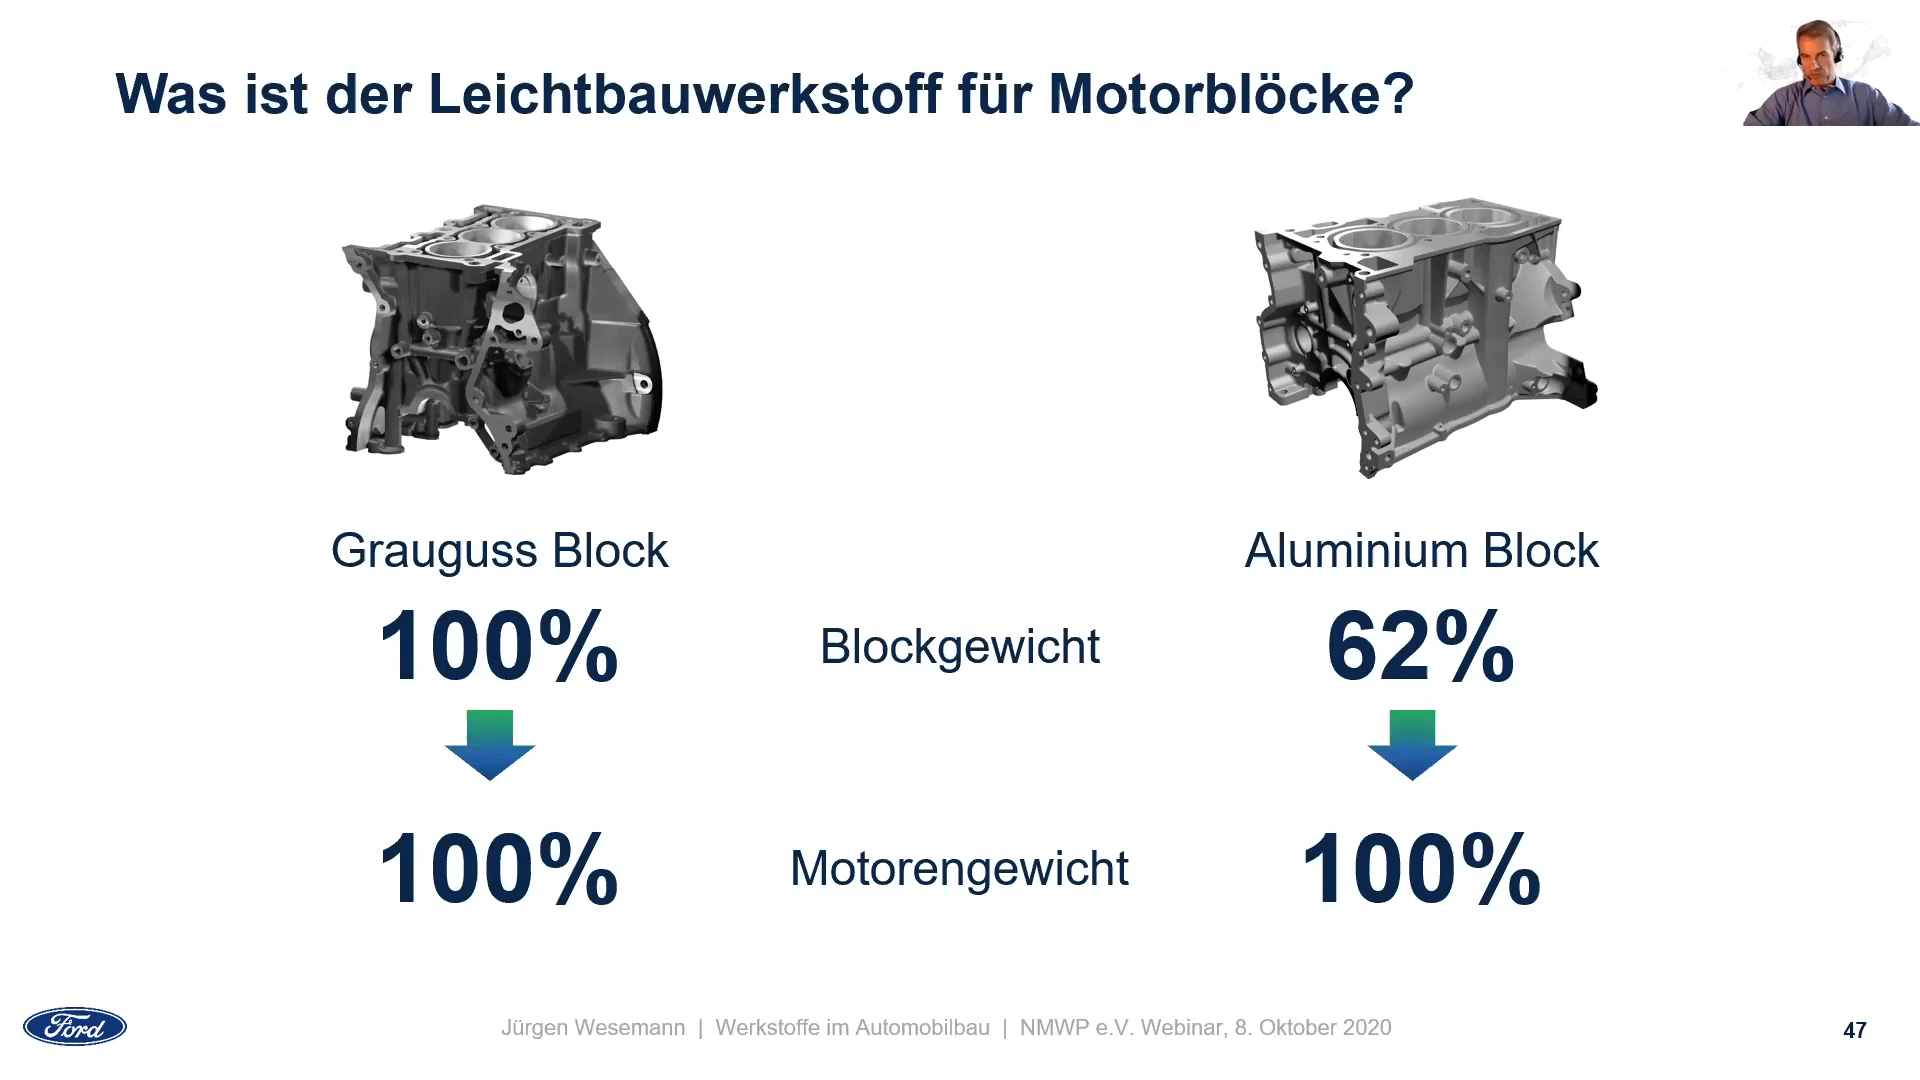 Was ist der Leichtbauwerkstoff für Motorblöcke?
Grauguss Block
Aluminium Block
100%
Blockgewicht
62%
100%
Motorengewicht
100%
Ford
Jürgen Wesemann | Werkstoffe im Automobilbau | NMWP e.V. Webinar, 8. Oktober 2020
47